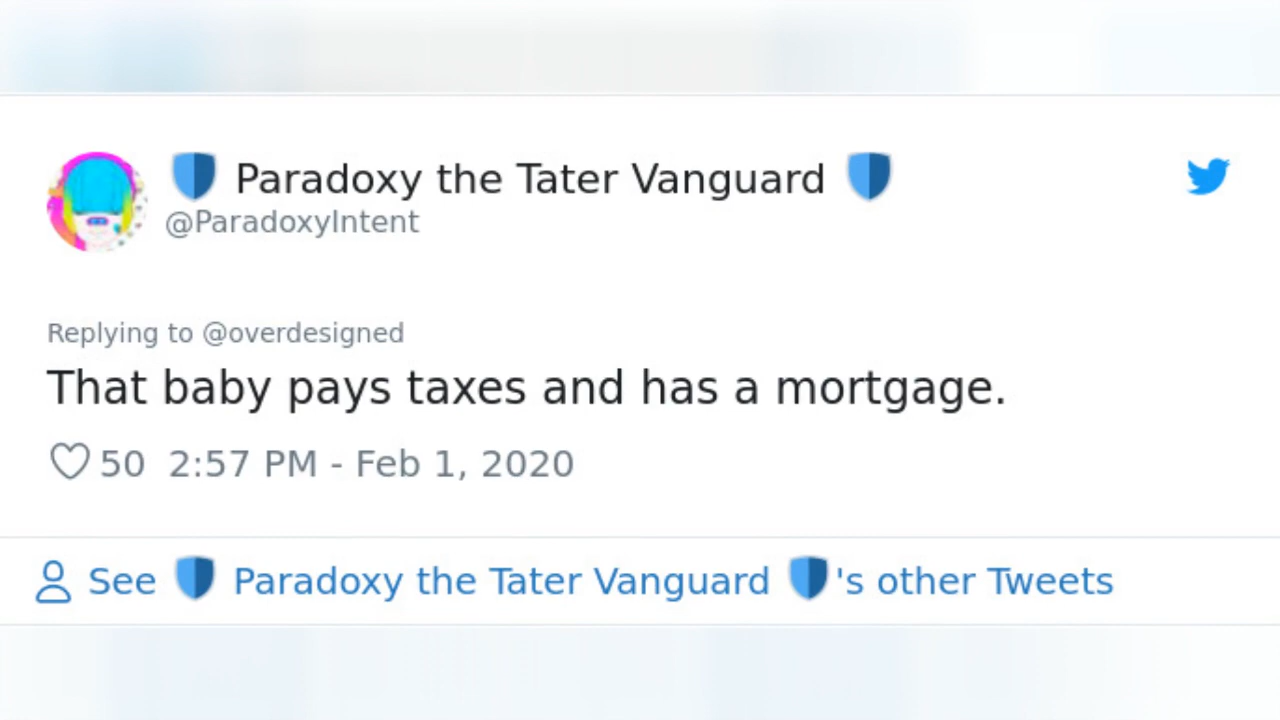 🛡️ Paradoxy the Tater Vanguard 🛡️
@ParadoxyIntent
Replying to @overdesigned
That baby pays taxes and has a mortgage.
50 2:57 PM - Feb 1, 2020
See 🛡️ Paradoxy the Tater Vanguard 🛡️'s other Tweets